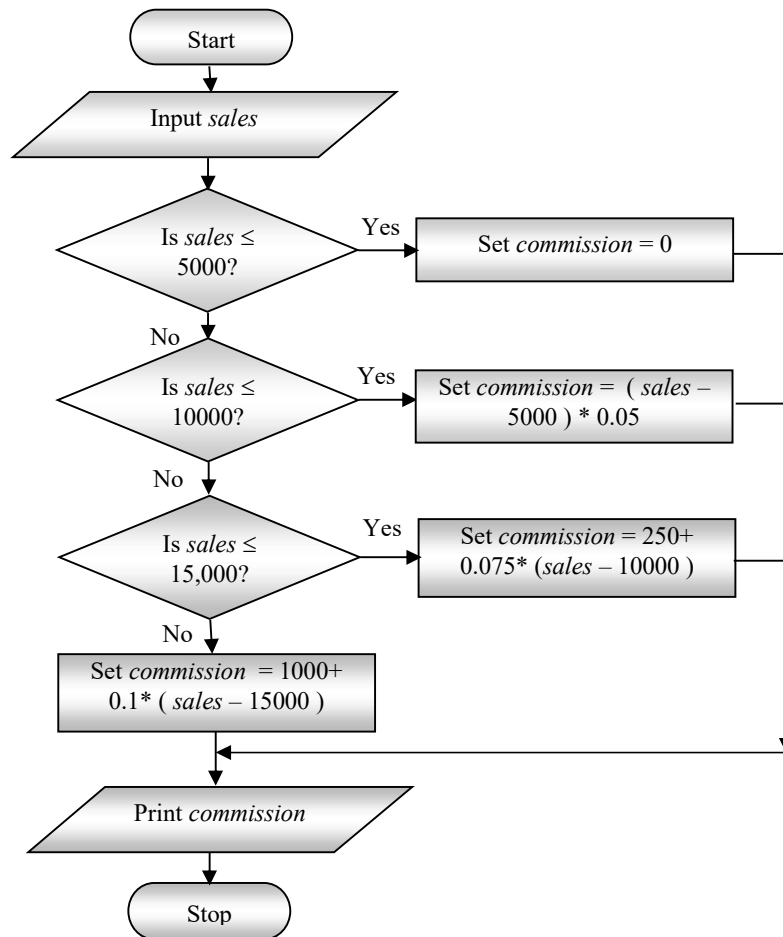 Start
Input sales
Is sales ≤
5000?
Yes
Set commission = 0
No
Is sales ≤
10000?
Yes
Set commission = ( sales –
5000 ) * 0.05
No
Is sales ≤
15,000?
Yes
Set commission = 250+
0.075* (sales – 10000 )
No
Set commission = 1000+
0.1* ( sales – 15000 )
Print commission
Stop